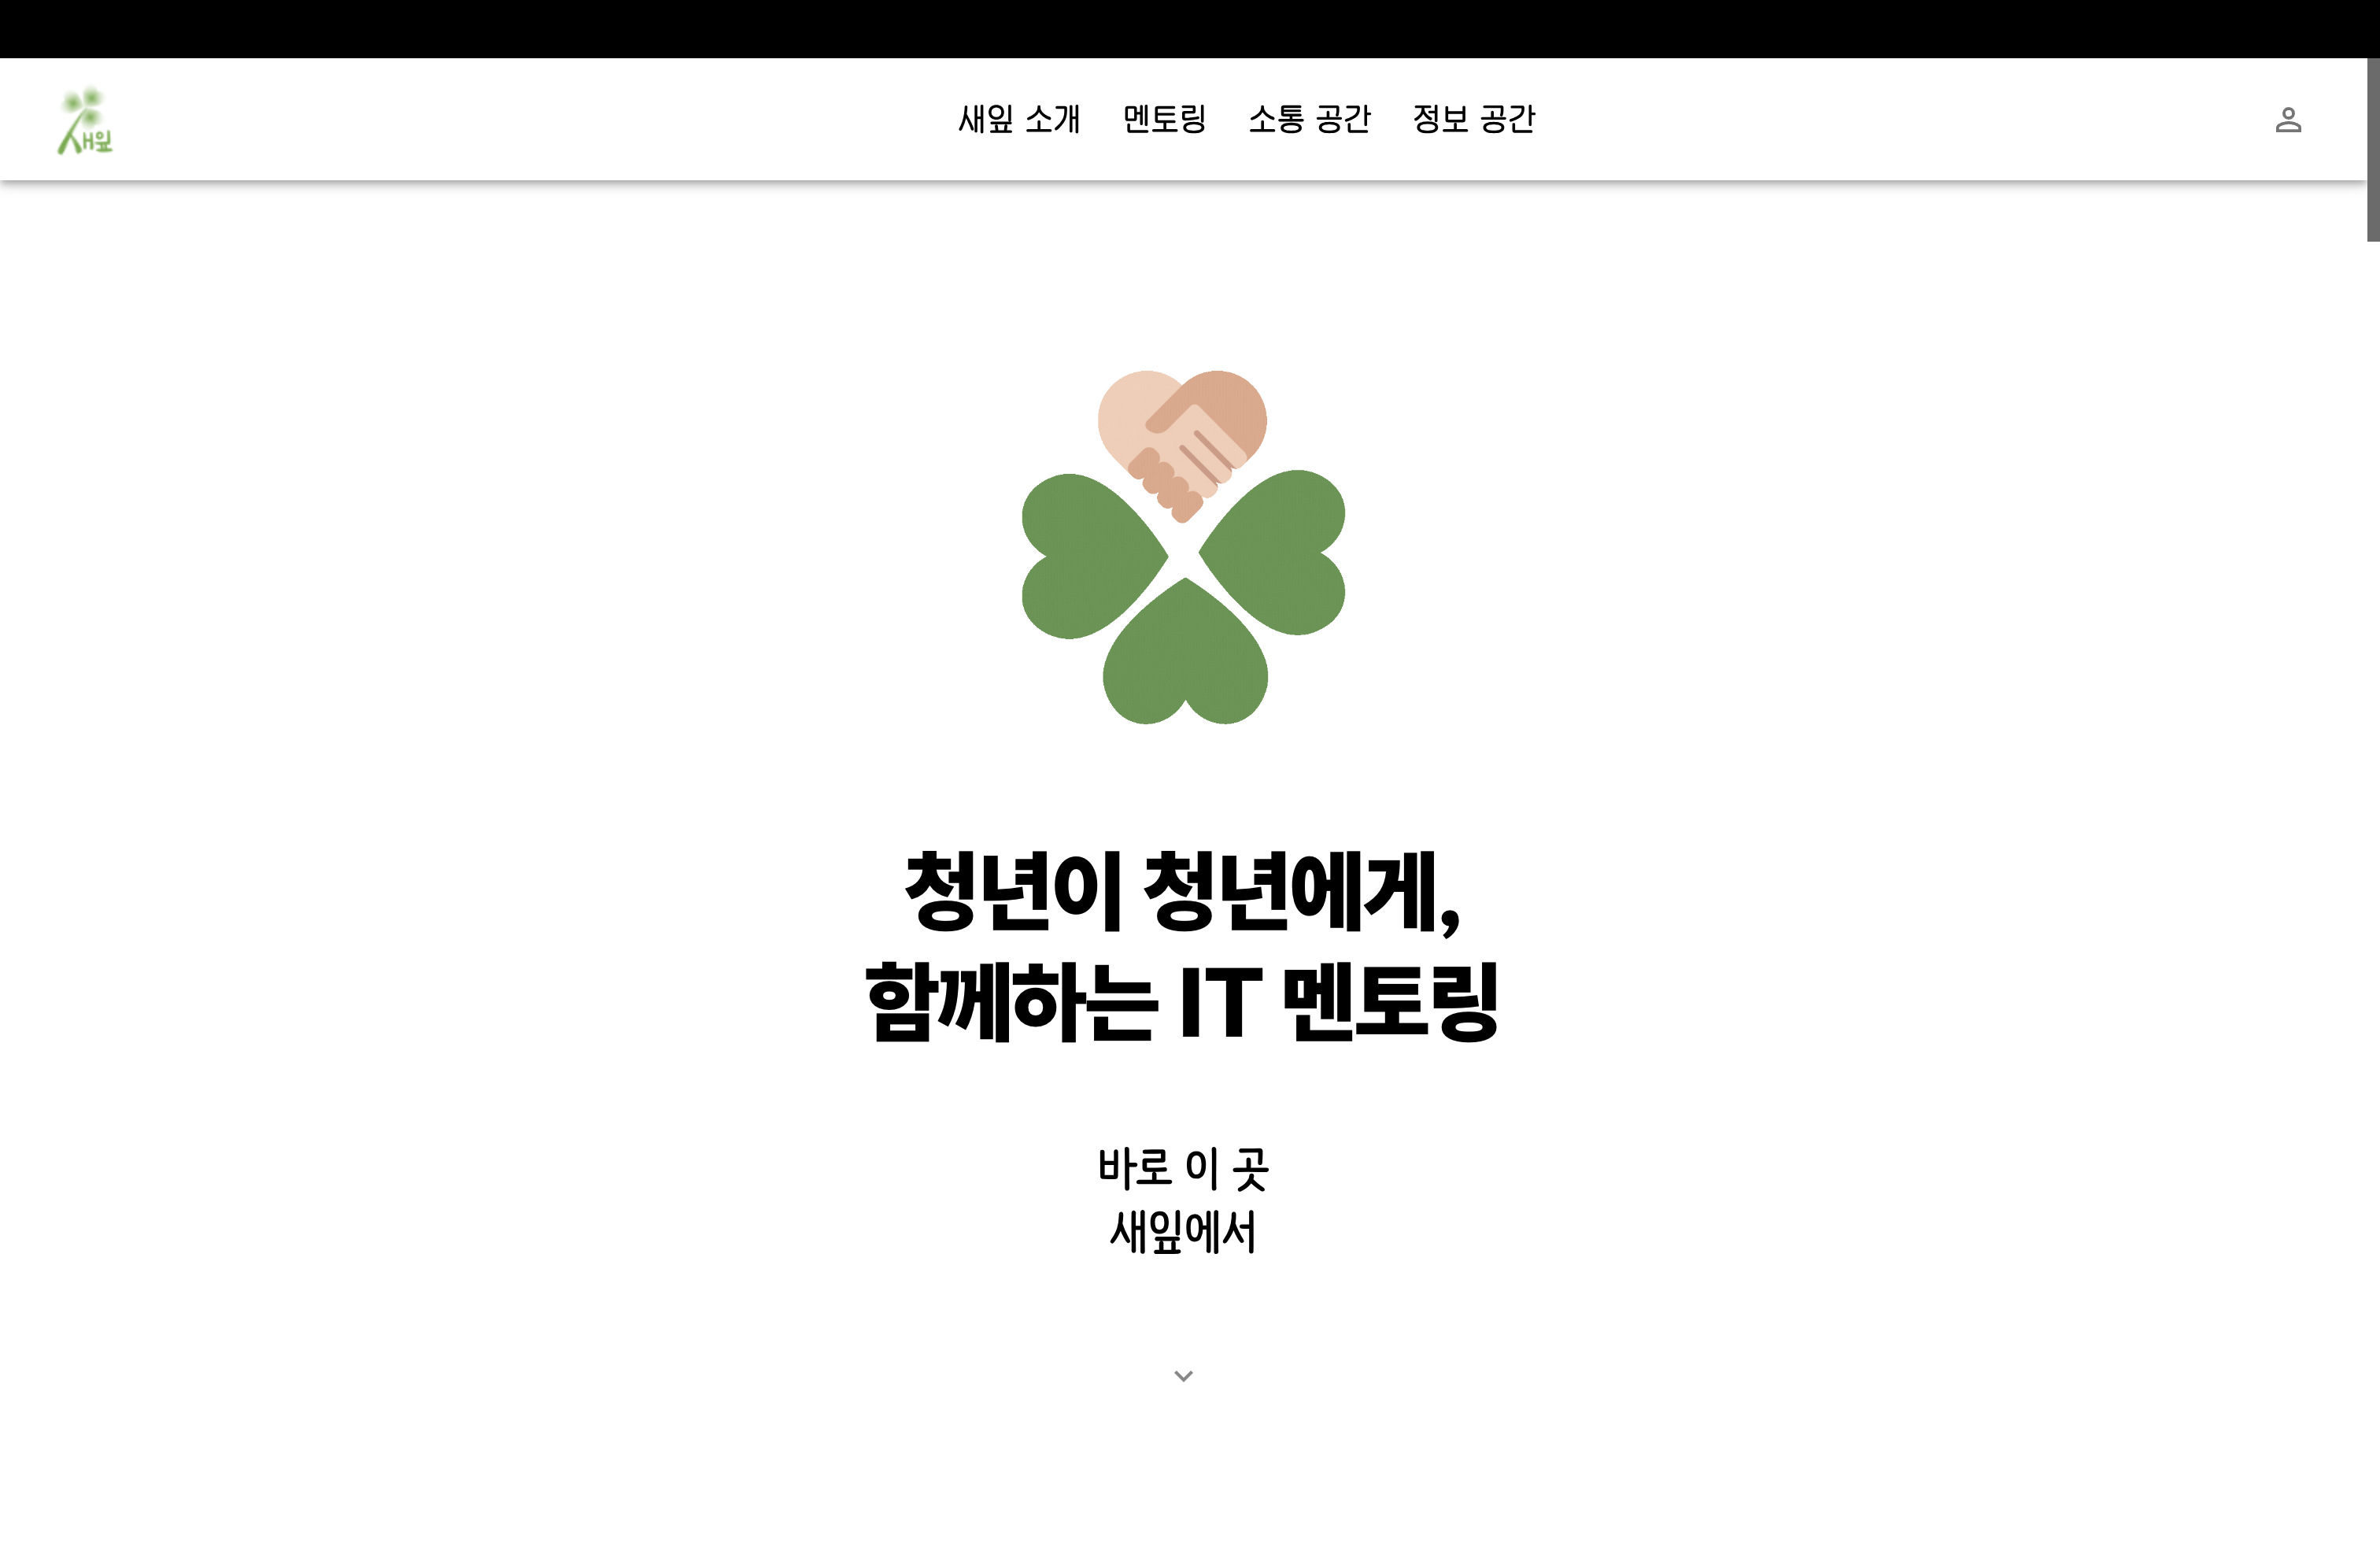 새잎
새잎 소개 멘토링 소통 공간 정보 공간
청년이 청년에게,
함께하는 IT 멘토링
바로 이 곳
새잎에서